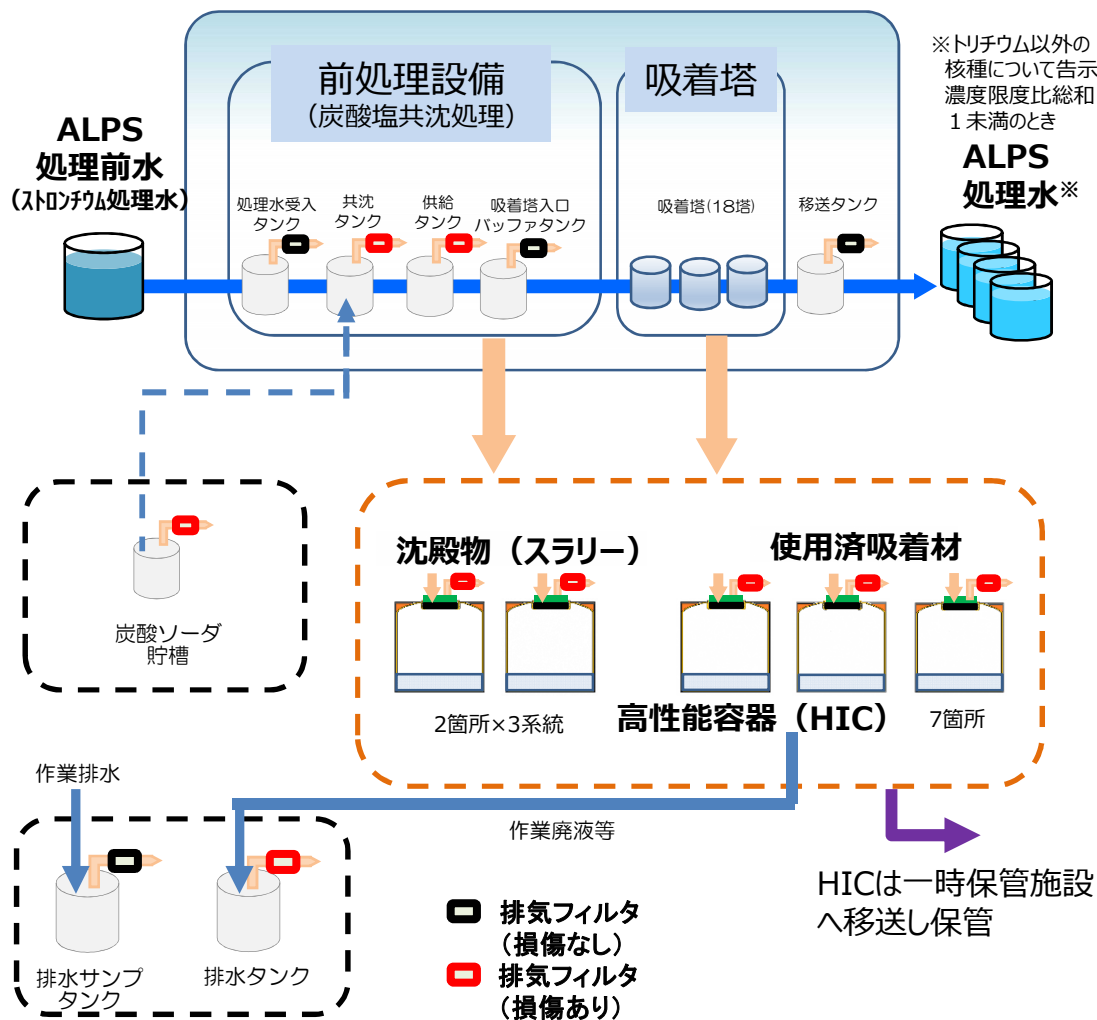 ※トリチウム以外の
核種について告示
濃度限度比総和
1未満のとき
前処理設備
（炭酸塩共沈処理）
吸着塔
ALPS
処理前水
（ストロンチウム処理水）
ALPS
処理水※
処理水受入
タンク
共沈
タンク
供給
タンク
吸着塔入口
バッファタンク
吸着塔(18塔)
移送タンク
炭酸ソーダ
貯槽
沈殿物（スラリー）
使用済吸着材
2箇所×3系統
高性能容器（HIC）
7箇所
作業排水
作業廃液等
HICは一時保管施設
へ移送し保管
排水サンプ
タンク
排水タンク
排気フィルタ
（損傷なし）
排気フィルタ
（損傷あり）